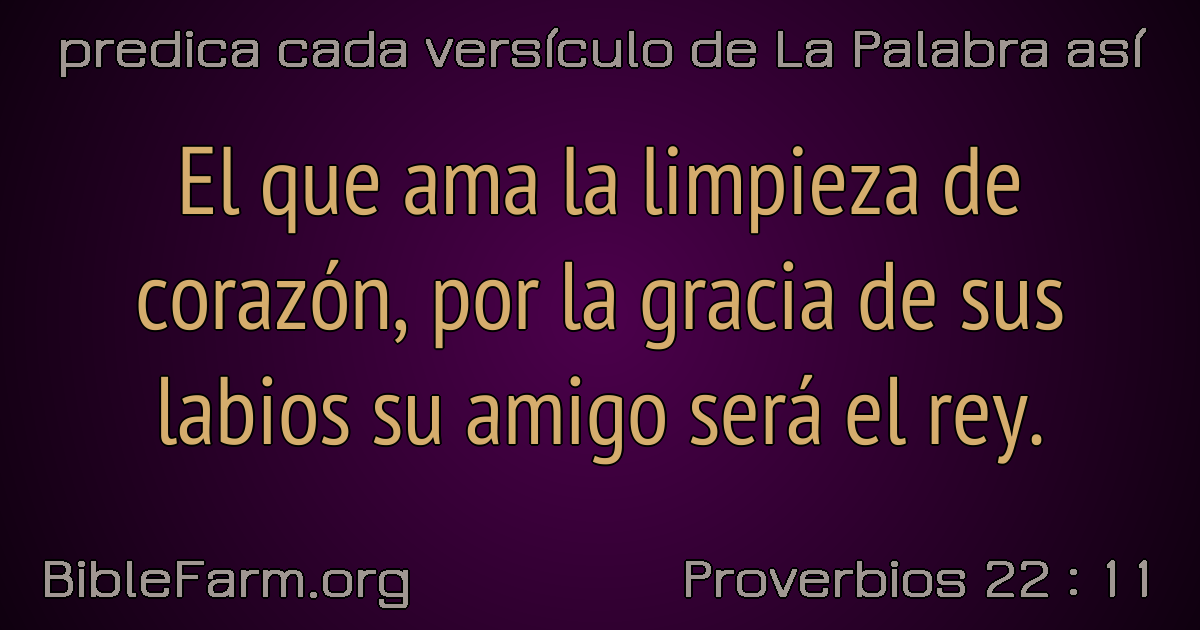 predica cada versículo de La Palabra así
El que ama la limpieza de
corazón, por la gracia de sus
labios su amigo será el rey.
BibleFarm.org
Proverbios 22 : 11